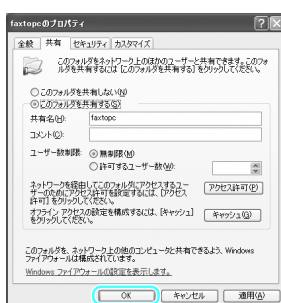 faxtopcのプロパティ
全般 共有 セキュリティ カスタマイズ
このフォルダをネットワーク上のほかのユーザーと共有できます。このフォ
ルダを共有するには [このフォルダを共有する] をクリックしてください。
このフォルダを共有しない(N)
このフォルダを共有する(S)
共有名(H): faxtopc
コメント(C):
ユーザー数制限: 無制限(M)
許可するユーザー数(W):
ネットワークを経由してこのフォルダにアクセスするユー
ザーのためにアクセス許可を設定するには、[アクセス
許可] をクリックしてください。
アクセス許可(P)
オフライン アクセスの設定を構成するには、[キャッシュ]
をクリックしてください。
キャッシュ(G)
このフォルダを、ネットワーク上の他のコンピュータと共有できるよう、Windows
ファイアウォールは構成されています。
Windows ファイアウォールの設定を表示します。
OK キャンセル 適用(A)